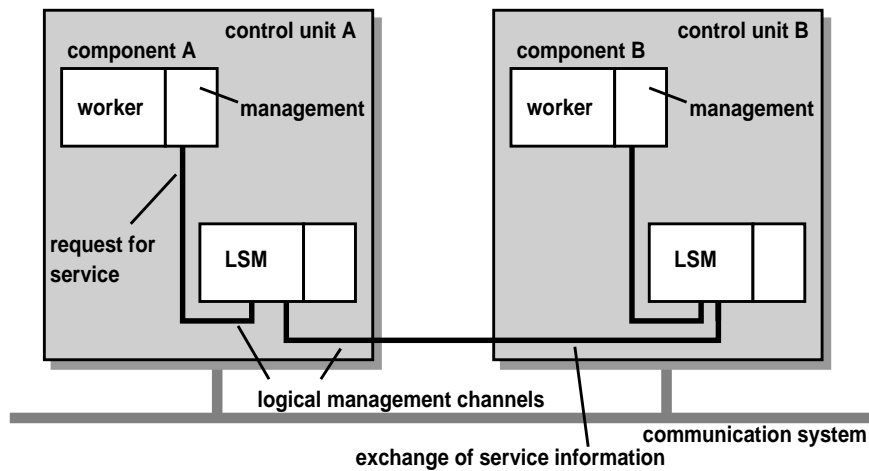 control unit A
component A
worker
management
request for
service
LSM
control unit B
component B
worker
management
LSM
logical management channels
communication system
exchange of service information